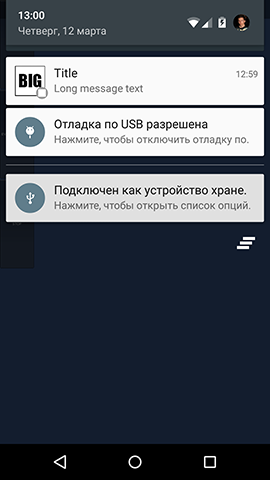 13:00
Четверг, 12 марта
BIG
Title
12:59
Long message text
Отладка по USB разрешена
Нажмите, чтобы отключить отладку по.
Подключен как устройство хране.
Нажмите, чтобы открыть список опций.